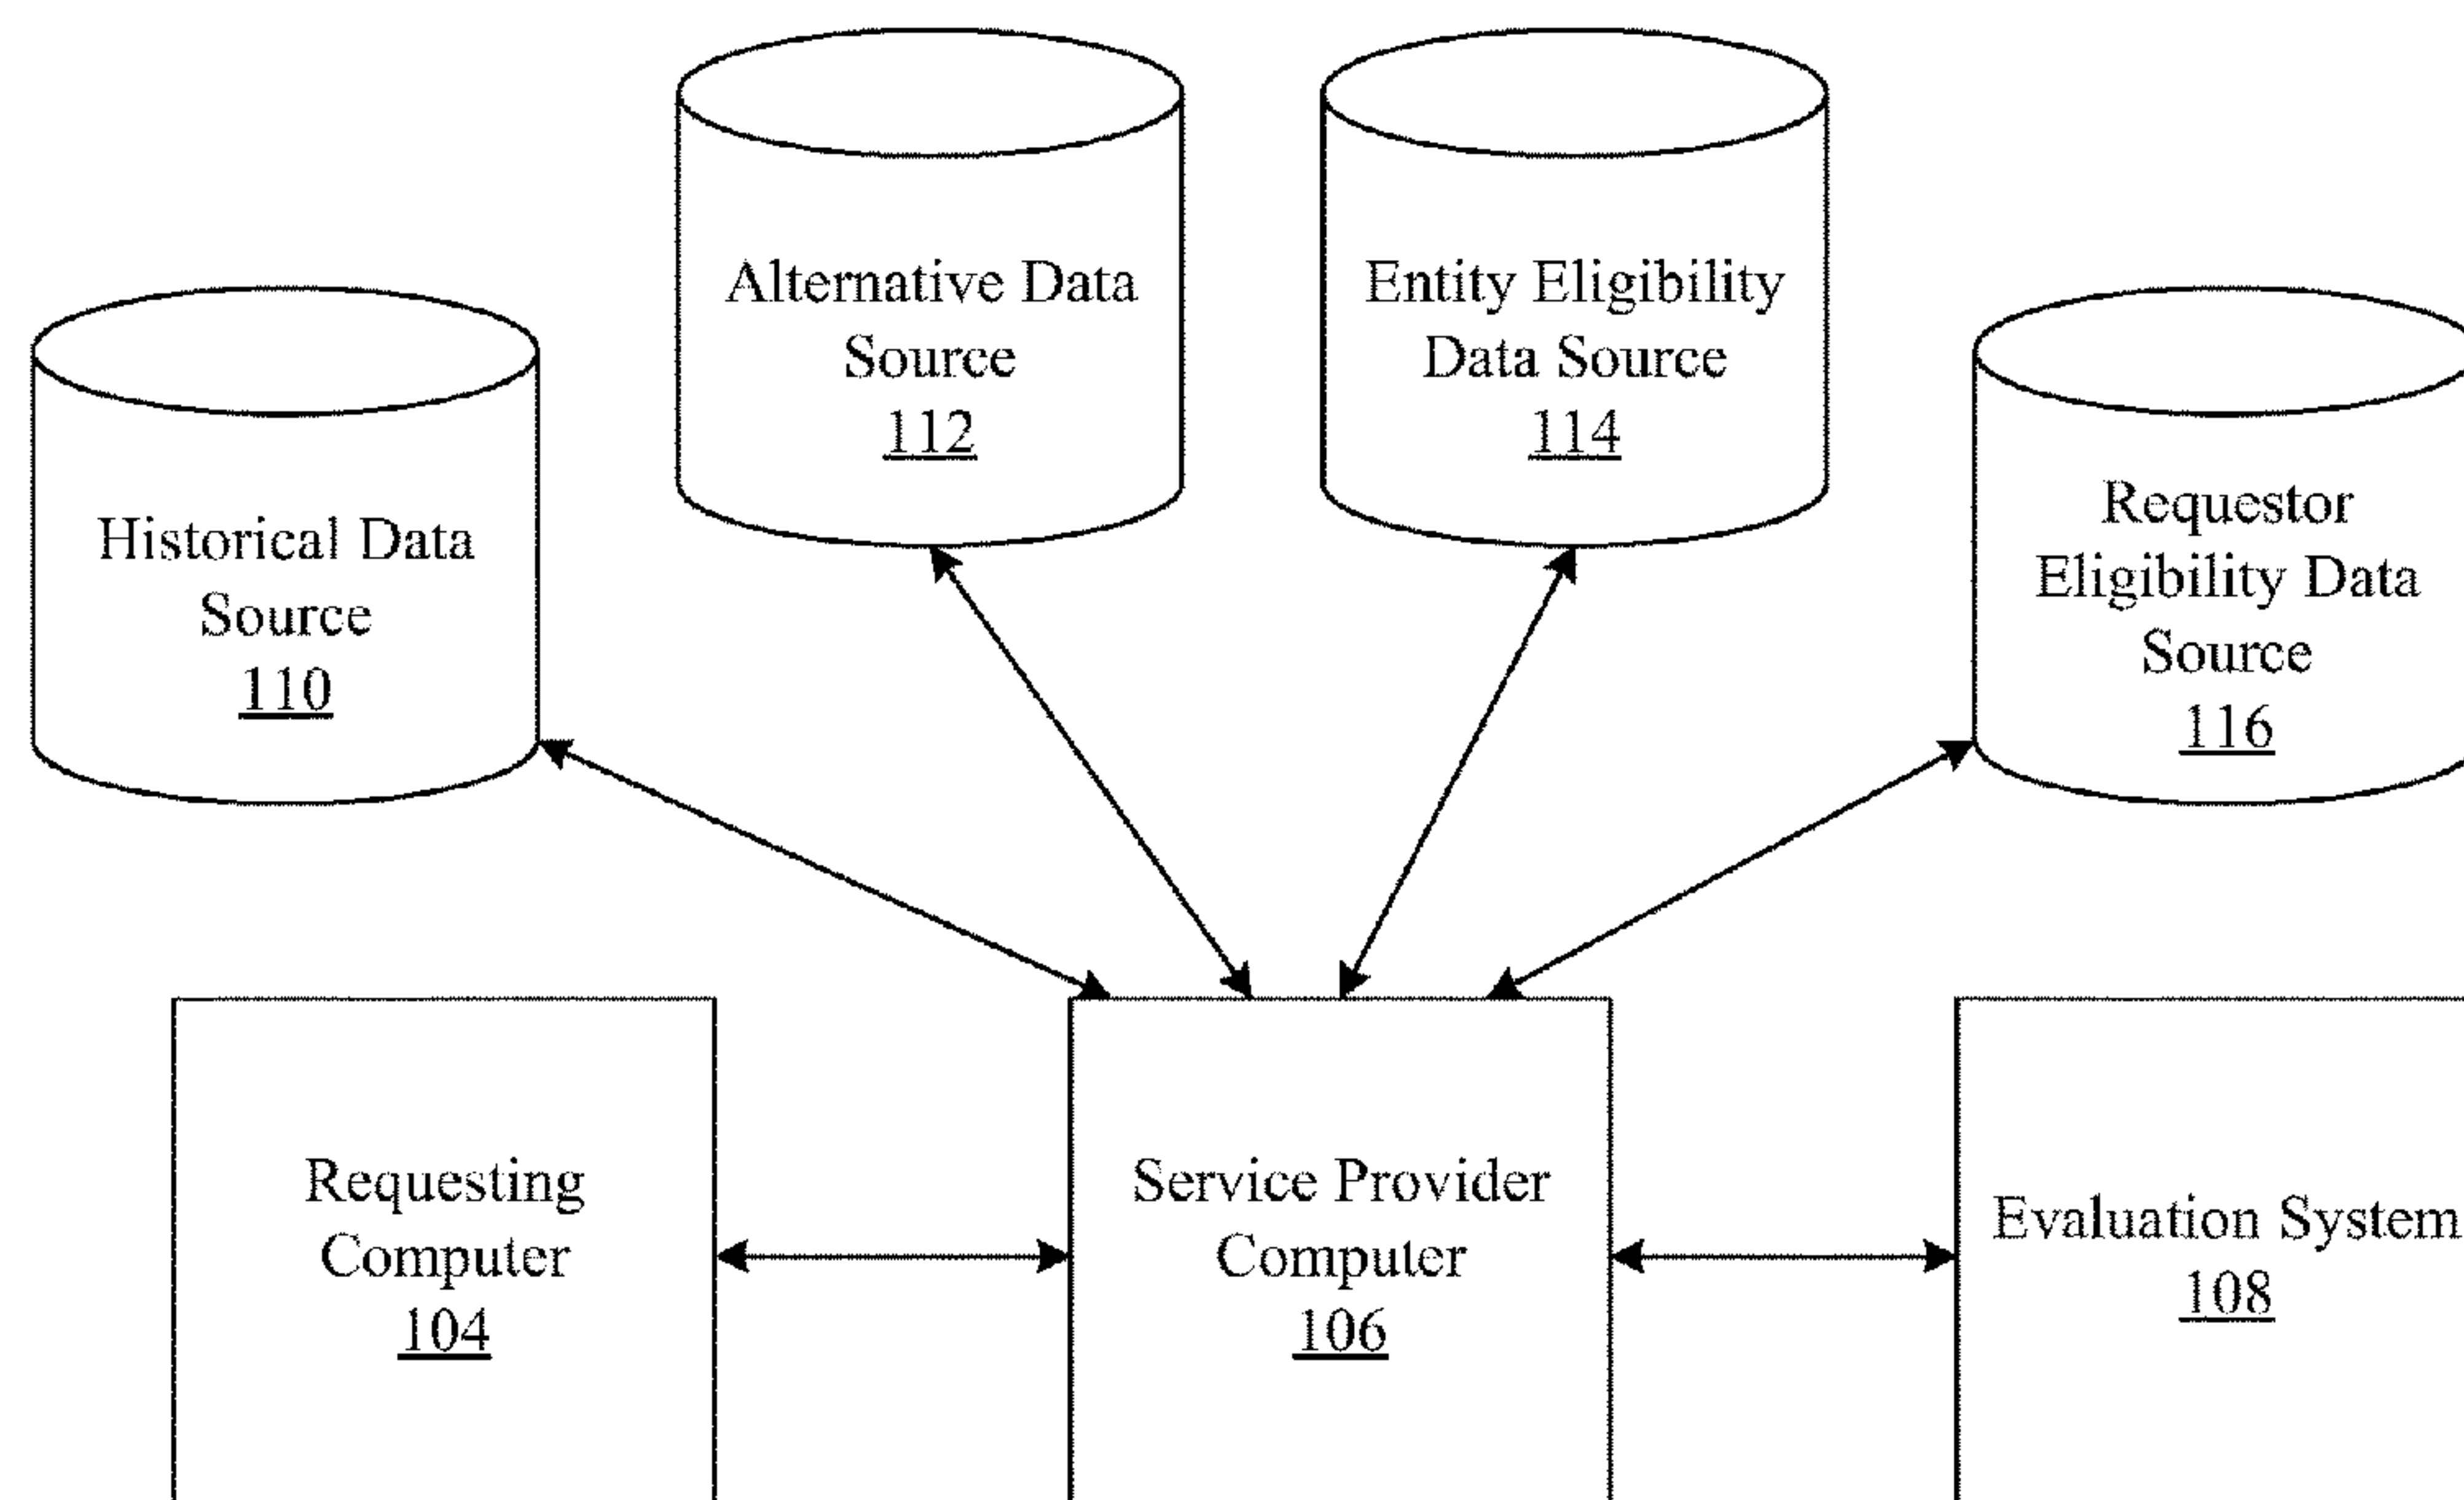 Alternative Data
Source
112
Entity Eligibility
Data Source
114
Historical Data
Source
110
Requestor
Eligibility Data
Source
116
Requesting
Computer
104
Service Provider
Computer
106
Evaluation System
108